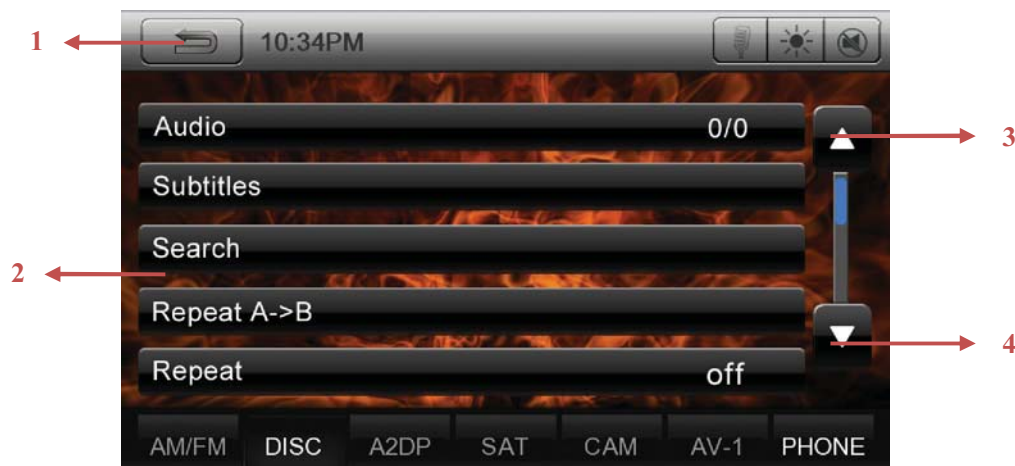 1
10:34PM
Audio 0/0
3
Subtitles
Search
2
Repeat A->B
4
Repeat off
AM/FM DISC A2DP SAT CAM AV-1 PHONE